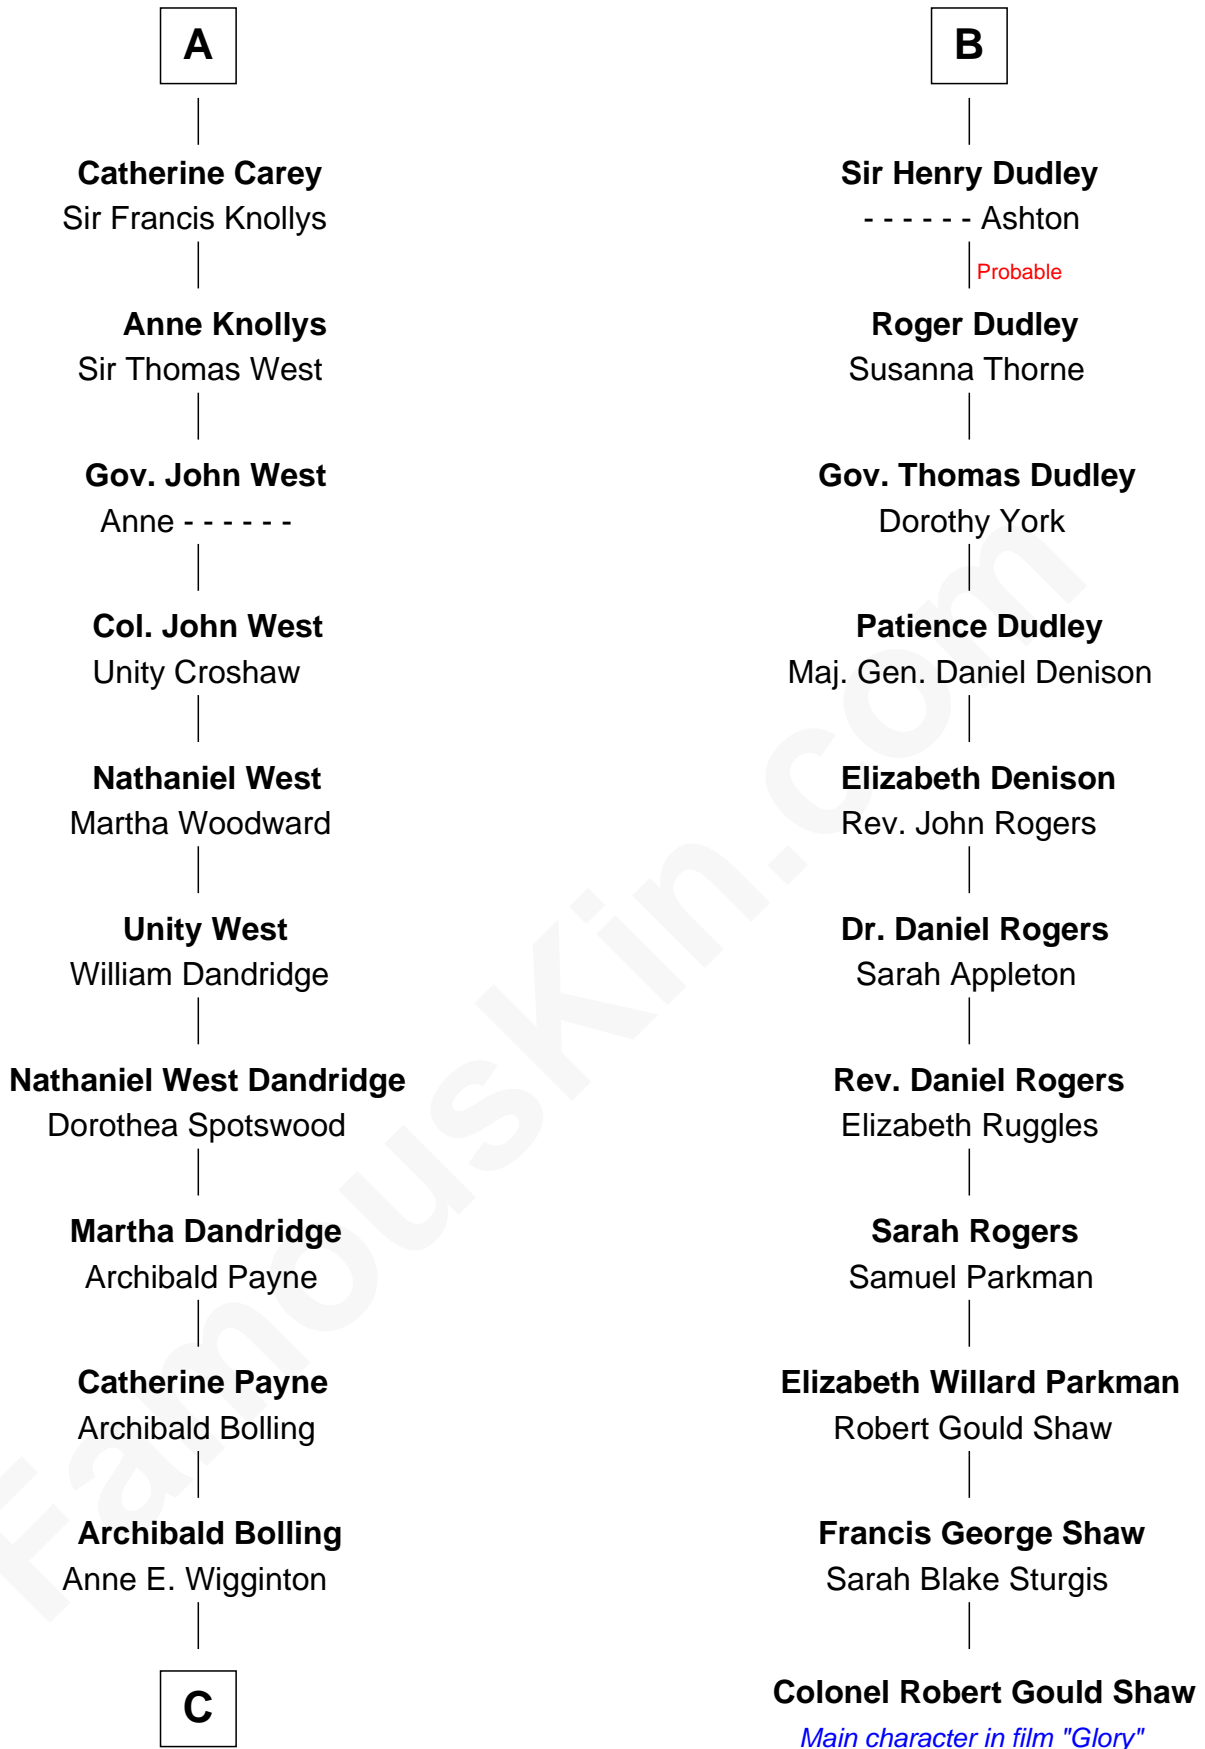 A
Catherine Carey
Sir Francis Knollys
Anne Knollys
Sir Thomas West
Gov. John West
Anne - - - - - -
Col. John West
Unity Croshaw
Nathaniel West
Martha Woodward
Unity West
William Dandridge
Nathaniel West Dandridge
Dorothea Spotswood
Martha Dandridge
Archibald Payne
Catherine Payne
Archibald Bolling
Archibald Bolling
Anne E. Wigginton
C
B
Sir Henry Dudley
- - - - - - Ashton
Probable
Roger Dudley
Susanna Thorne
Gov. Thomas Dudley
Dorothy York
Patience Dudley
Maj. Gen. Daniel Denison
Elizabeth Denison
Rev. John Rogers
Dr. Daniel Rogers
Sarah Appleton
Rev. Daniel Rogers
Elizabeth Ruggles
Sarah Rogers
Samuel Parkman
Elizabeth Willard Parkman
Robert Gould Shaw
Francis George Shaw
Sarah Blake Sturgis
Colonel Robert Gould Shaw
Main character in film "Glory"
FamousKin.com